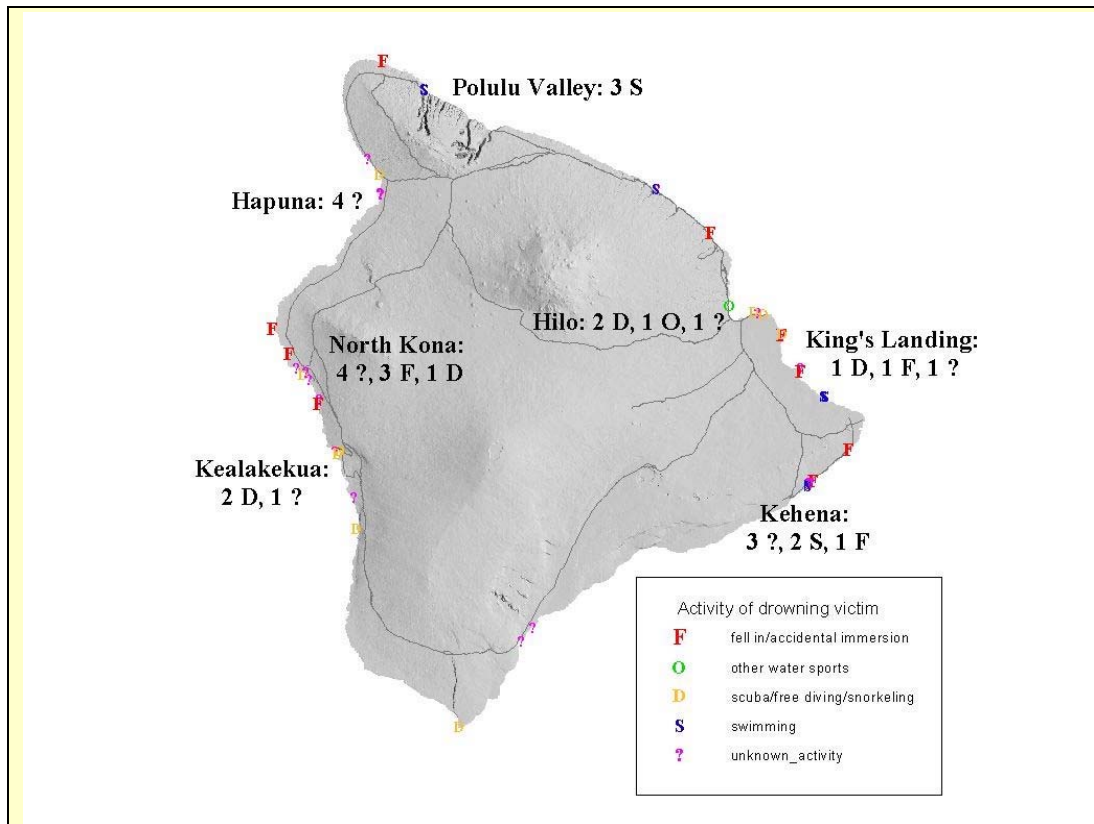 F
S
Polulu Valley: 3 S
?
D
?
Hapuna: 4 ?
S
F
O
D ? D
Hilo: 2 D, 1 O, 1 ?
F
F
F
King's Landing:
1 D, 1 F, 1 ?
North Kona:
4 ?, 3 F, 1 D
? D ? ?
F
F
S
D
F
Kealakekua:
2 D, 1 ?
?
D
F
S
Kehena:
3 ?, 2 S, 1 F
? ?
D
Activity of drowning victim
F fell in/accidental immersion
O other water sports
D scuba/free diving/snorkeling
S swimming
? unknown_activity